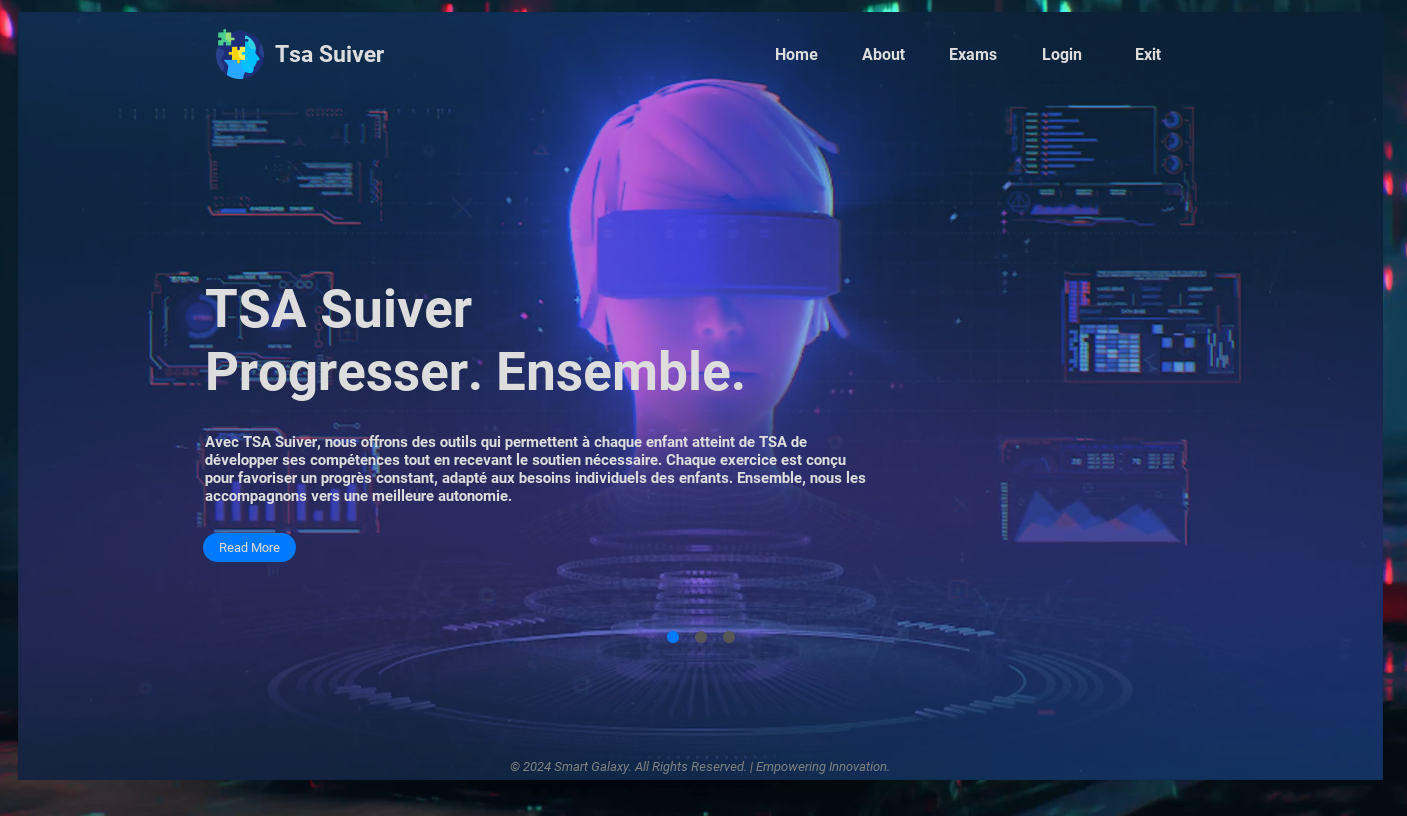 Tsa Suiver
Home About Exams Login Exit
TSA Suiver
Progresser. Ensemble.
Avec TSA Suiver, nous offrons des outils qui permettent à chaque enfant atteint de TSA de
développer ses compétences tout en recevant le soutien nécessaire. Chaque exercice est conçu
pour favoriser un progrès constant, adapté aux besoins individuels des enfants. Ensemble, nous les
accompagnons vers une meilleure autonomie.
Read More
© 2024 Smart Galaxy. All Rights Reserved. | Empowering Innovation.